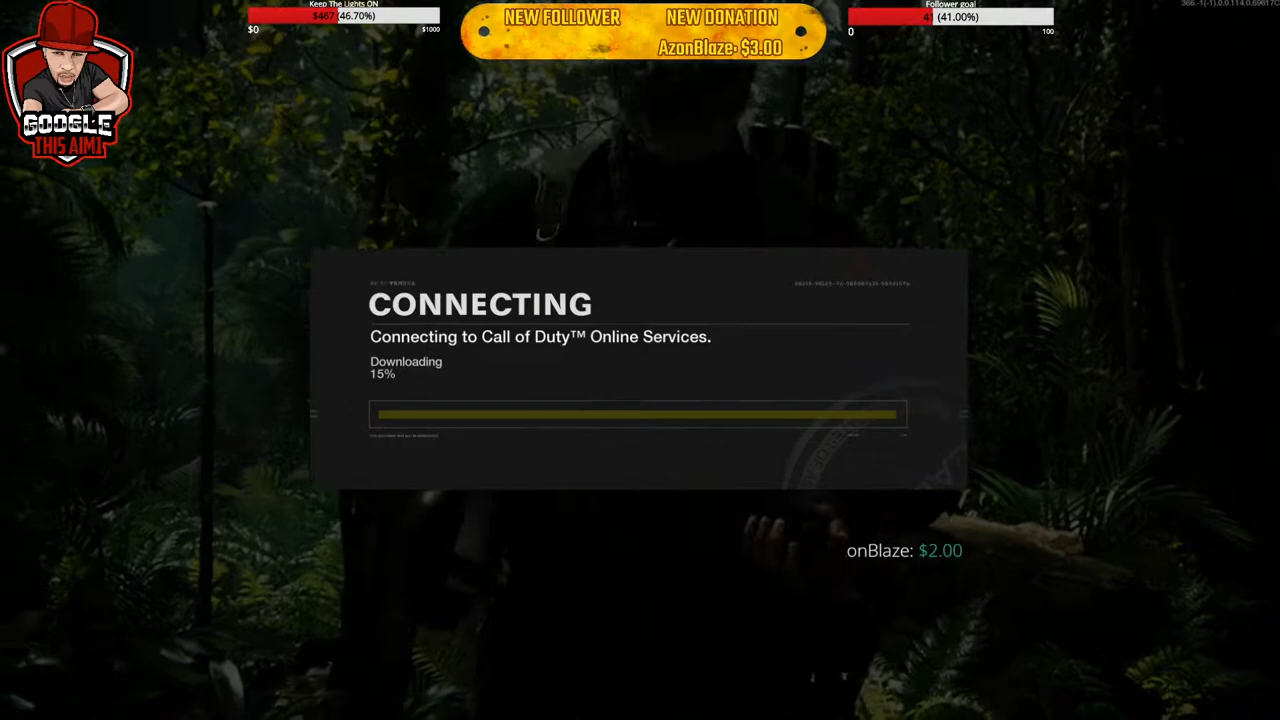 Keep The Lights ON
$467 (46.70%)
$0
$1000
NEW FOLLOWER
NEW DONATION
AzonBlaze: $3.00
Follower goal
41 (41.00%)
0
100
GOOGLE
THIS AIM1
CONNECTING
Connecting to Call of Duty™ Online Services.
Downloading
15%
onBlaze: $2.00